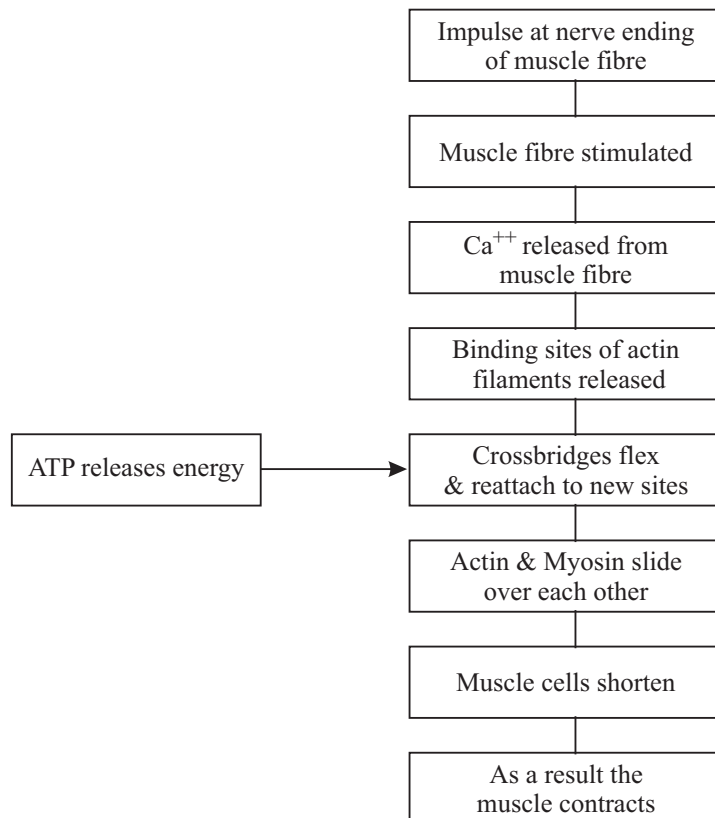 Impulse at nerve ending
of muscle fibre
Muscle fibre stimulated
Ca++ released from
muscle fibre
Binding sites of actin
filaments released
ATP releases energy
Crossbridges flex
& reattach to new sites
Actin & Myosin slide
over each other
Muscle cells shorten
As a result the
muscle contracts